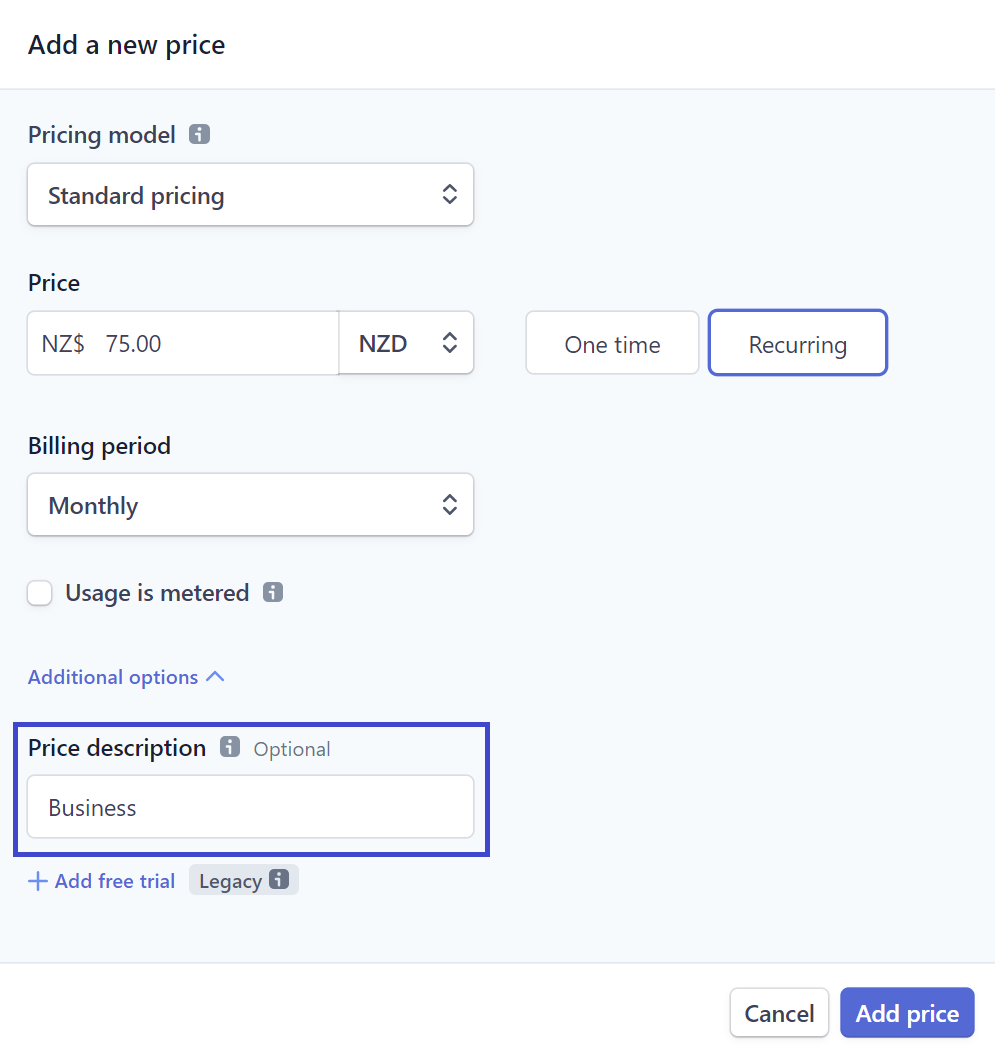 Add a new price
Pricing model
Standard pricing
Price
NZ$ 75.00 NZD One time Recurring
Billing period
Monthly
Usage is metered
Additional options
Price description Optional
Business
Add free trial Legacy
Cancel Add price